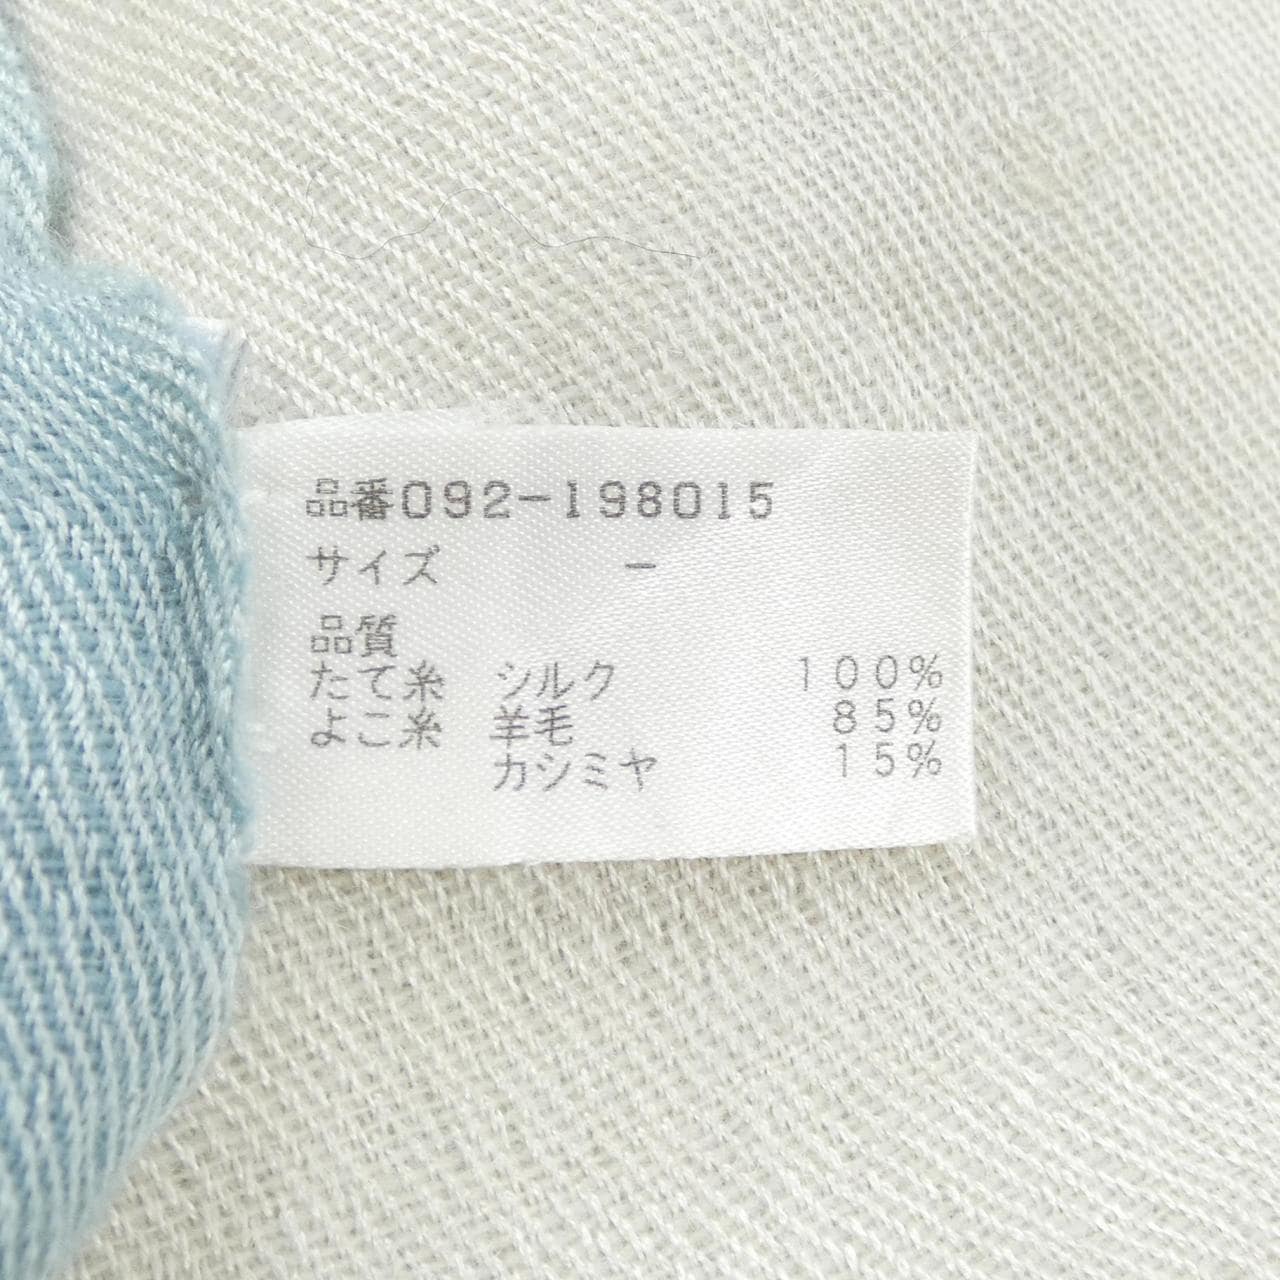 品番092-198015
サイズ -
品質
たて糸 シルク 100%
よこ糸 羊毛 85%
カシミヤ 15%